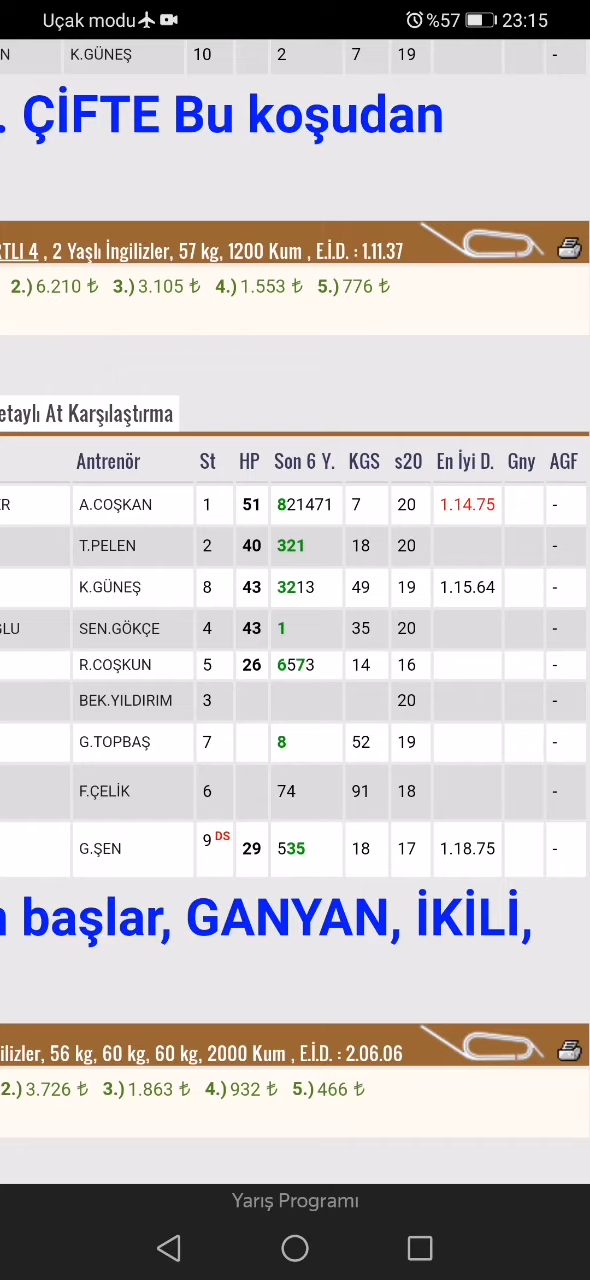 Uçak modu %57 23:15
N K.GÜNEŞ 10 2 7 19 -
. ÇİFTE Bu koşudan
RTLI 4 , 2 Yaşlı İngilizler, 57 kg, 1200 Kum , E.İ.D. : 1.11.37
2.) 6.210 ₺ 3.) 3.105 ₺ 4.) 1.553 ₺ 5.) 776 ₺
etaylı At Karşılaştırma
Antrenör St HP Son 6 Y. KGS s20 En İyi D. Gny AGF
R A.COŞKAN 1 51 821471 7 20 1.14.75 -
T.PELEN 2 40 321 18 20 -
K.GÜNEŞ 8 43 3213 49 19 1.15.64 -
ĞLU SEN.GÖKÇE 4 43 1 35 20 -
R.COŞKUN 5 26 6573 14 16 -
BEK.YILDIRIM 3 20 -
G.TOPBAŞ 7 8 52 19 -
F.ÇELİK 6 74 91 18 -
G.ŞEN 9 DS 29 535 18 17 1.18.75 -
n başlar, GANYAN, İKİLİ,
ilizler, 56 kg, 60 kg, 60 kg, 2000 Kum , E.İ.D. : 2.06.06
2.) 3.726 ₺ 3.) 1.863 ₺ 4.) 932 ₺ 5.) 466 ₺
Yarış Programı